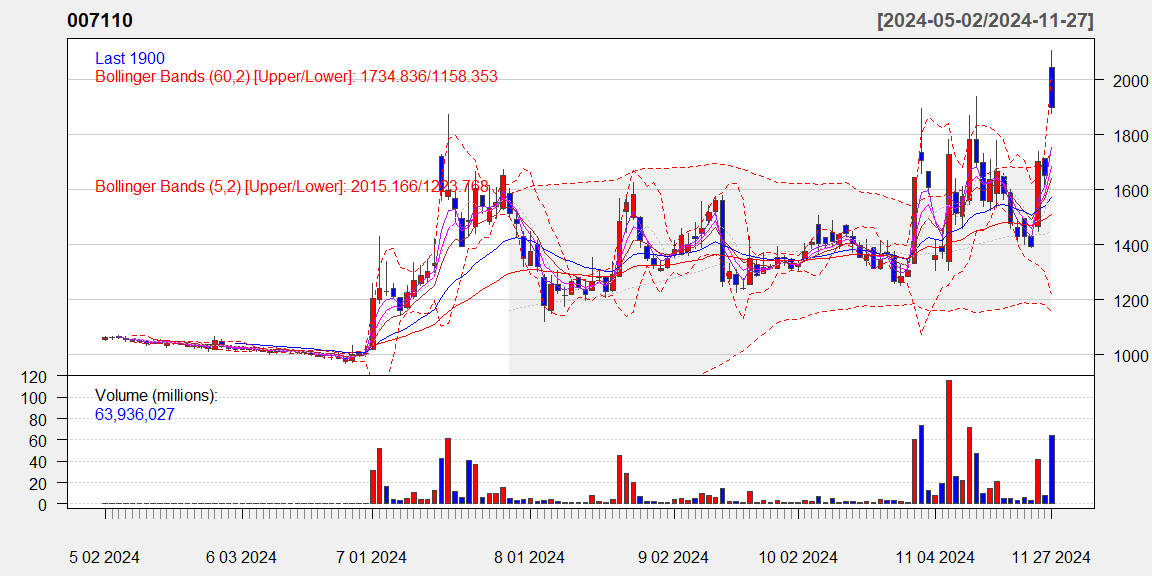 007110
[2024-05-02/2024-11-27]
Last 1900
Bollinger Bands (60,2) [Upper/Lower]: 1734.836/1158.353
Bollinger Bands (5,2) [Upper/Lower]: 2015.166/1223.768
2000
1800
1600
1400
1200
1000
Volume (millions):
63,936,027
120
100
80
60
40
20
0
5 02 2024
6 03 2024
7 01 2024
8 01 2024
9 02 2024
10 02 2024
11 04 2024
11 27 2024